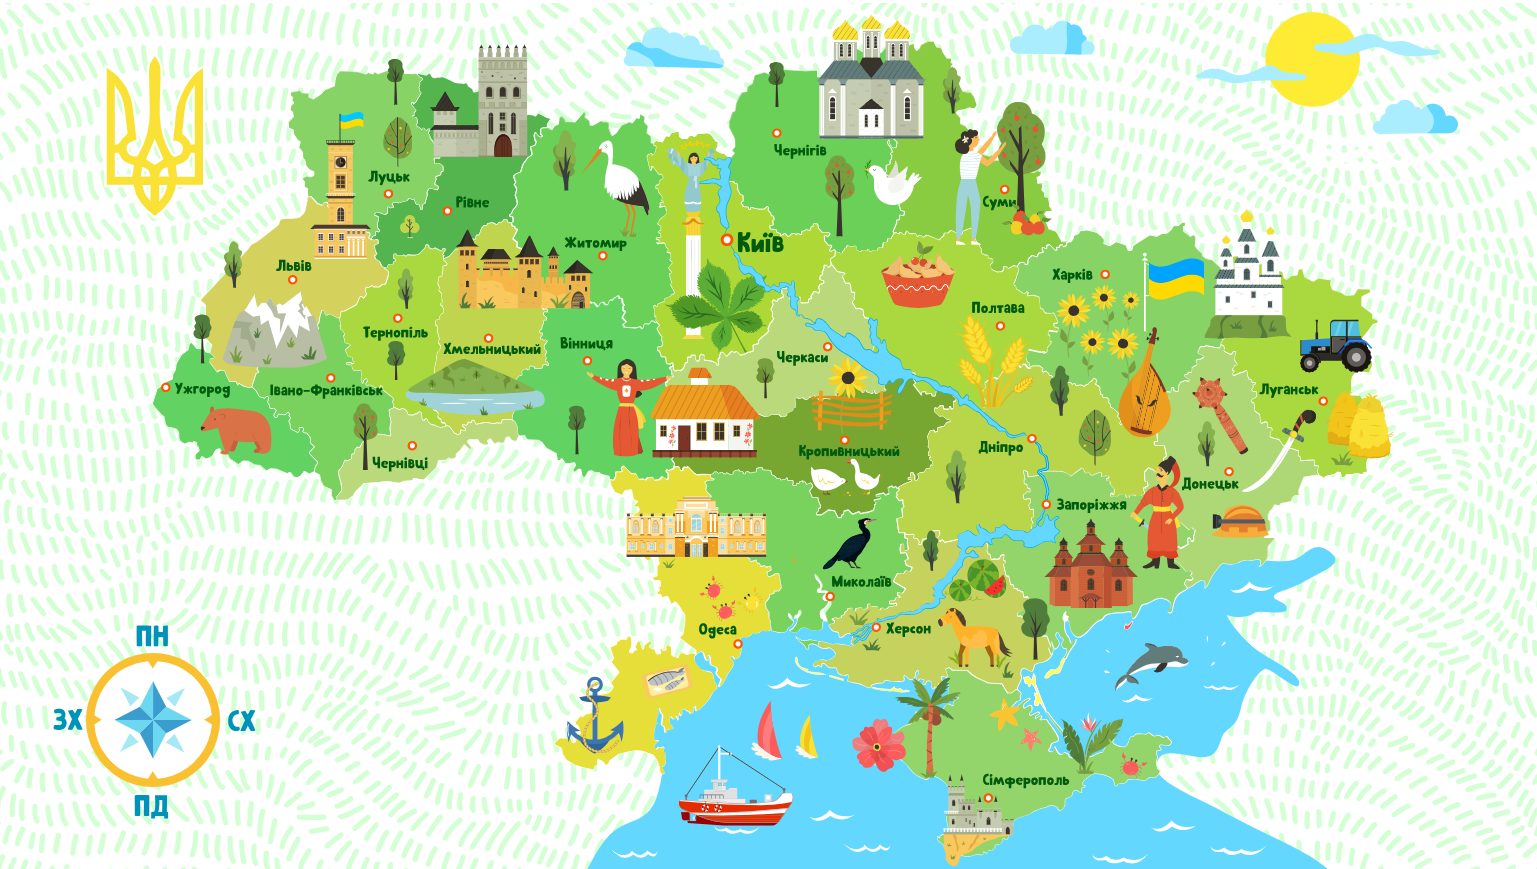 Чернігів
Луцьк
Рівне
Суми
Житомир
Київ
Львів
Харків
Полтава
Тернопіль
Хмельницький
Вінниця
Черкаси
Ужгород
Івано-Франківськ
Луганськ
Чернівці
Кропивницький
Дніпро
Донецьк
Запоріжжя
Миколаїв
Одеса
Херсон
ПН
ЗХ
СХ
ПД
Сімферополь